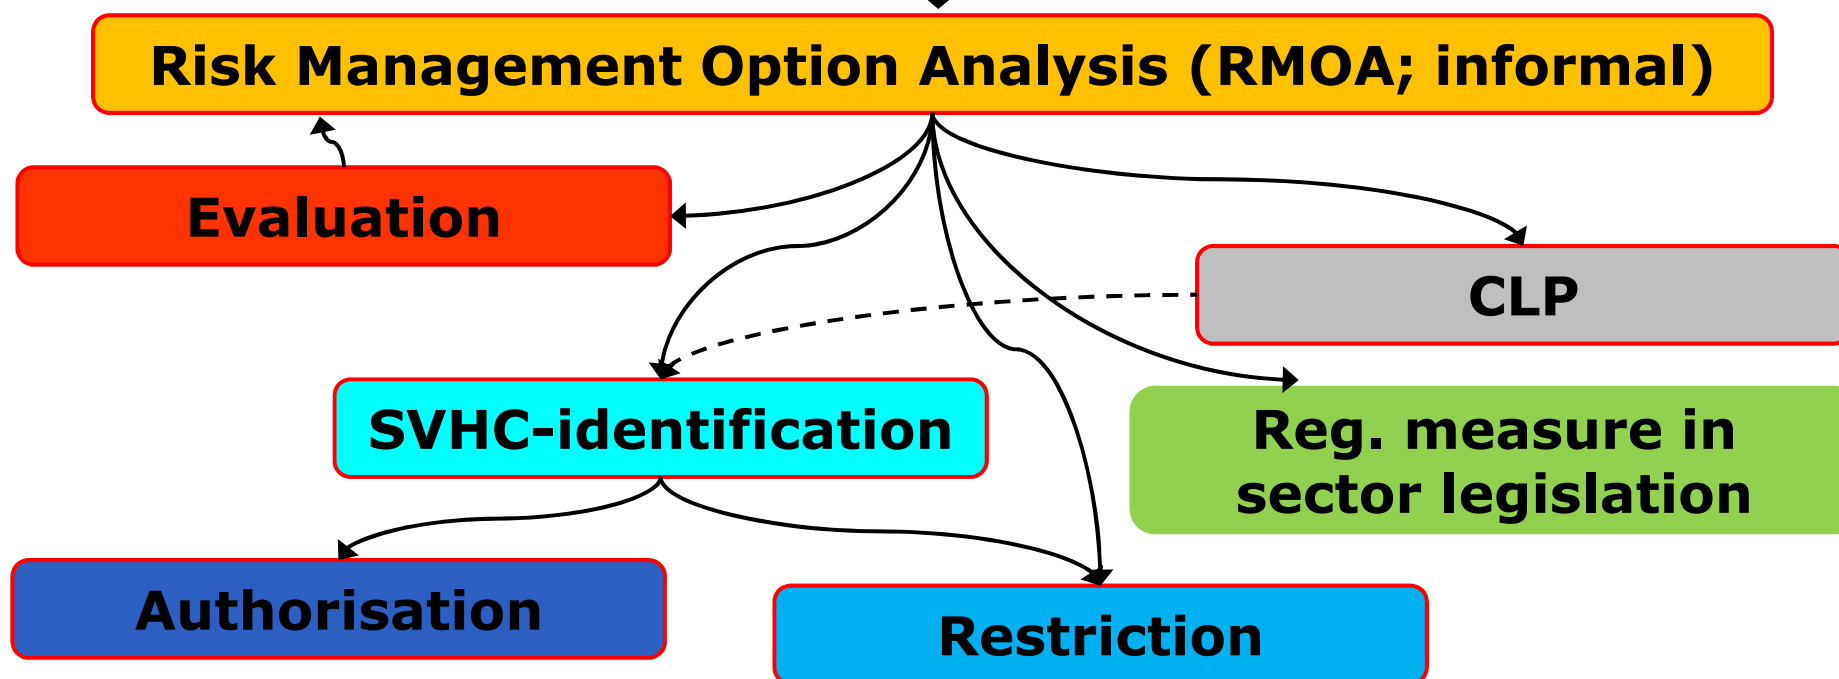 Risk Management Option Analysis (RMOA; informal)
Evaluation
CLP
SVHC-identification
Reg. measure in
sector legislation
Authorisation
Restriction